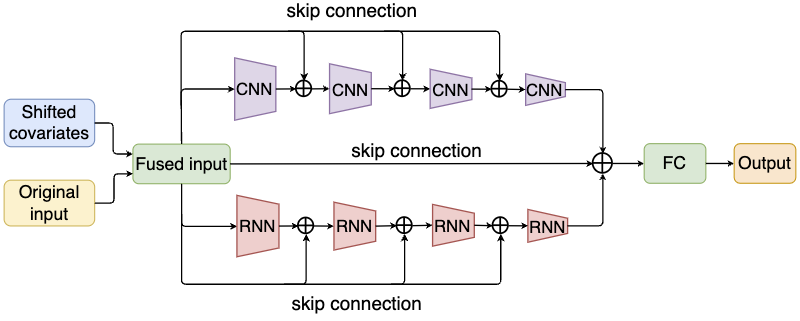 skip connection
CNN
CNN
CNN
CNN
Shifted
covariates
Original
input
Fused input
skip connection
FC
Output
RNN
RNN
RNN
RNN
skip connection